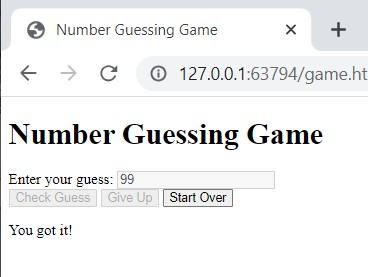 Number Guessing Game
127.0.0.1:63794/game.ht
Number Guessing Game
Enter your guess: 99
Check Guess Give Up Start Over
You got it!